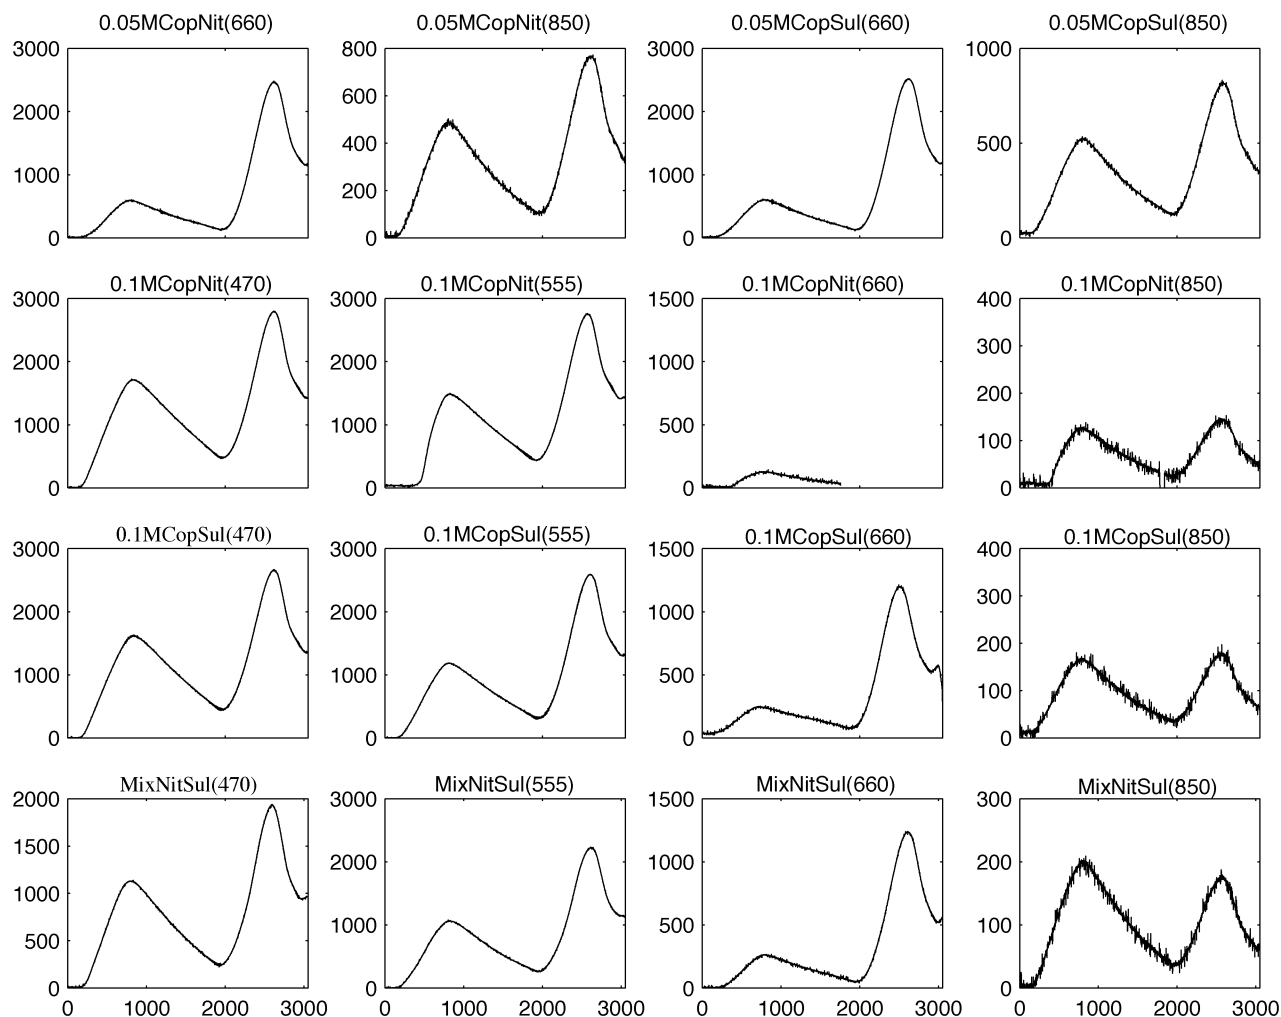 0.05MCopNit(660) 0.05MCopNit(850) 0.05MCopSul(660) 0.05MCopSul(850)
3000 800 3000 1000
600
2000 2000
400 500
1000 1000
200
0 0 0 0
0.1MCopNit(470) 0.1MCopNit(555) 0.1MCopNit(660) 0.1MCopNit(850)
3000 3000 1500 400
300
2000 2000 1000
200
1000 1000 500
100
0 0 0 0
0.1MCopSul(470) 0.1MCopSul(555) 0.1MCopSul(660) 0.1MCopSul(850)
3000 3000 1500 400
300
2000 2000 1000
200
1000 1000 500
100
0 0 0 0
MixNitSul(470) MixNitSul(555) MixNitSul(660) MixNitSul(850)
2000 3000 1500 300
1500
2000 1000 200
1000
1000 500 100
500
0 0 0 0
0 1000 2000 3000 0 1000 2000 3000 0 1000 2000 3000 0 1000 2000 3000